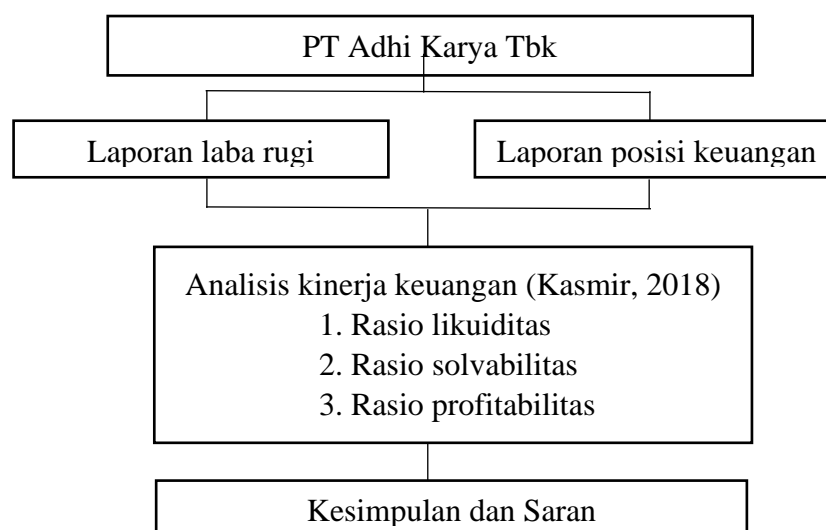 PT Adhi Karya Tbk
Laporan laba rugi
Laporan posisi keuangan
Analisis kinerja keuangan (Kasmir, 2018)
1. Rasio likuiditas
2. Rasio solvabilitas
3. Rasio profitabilitas
Kesimpulan dan Saran